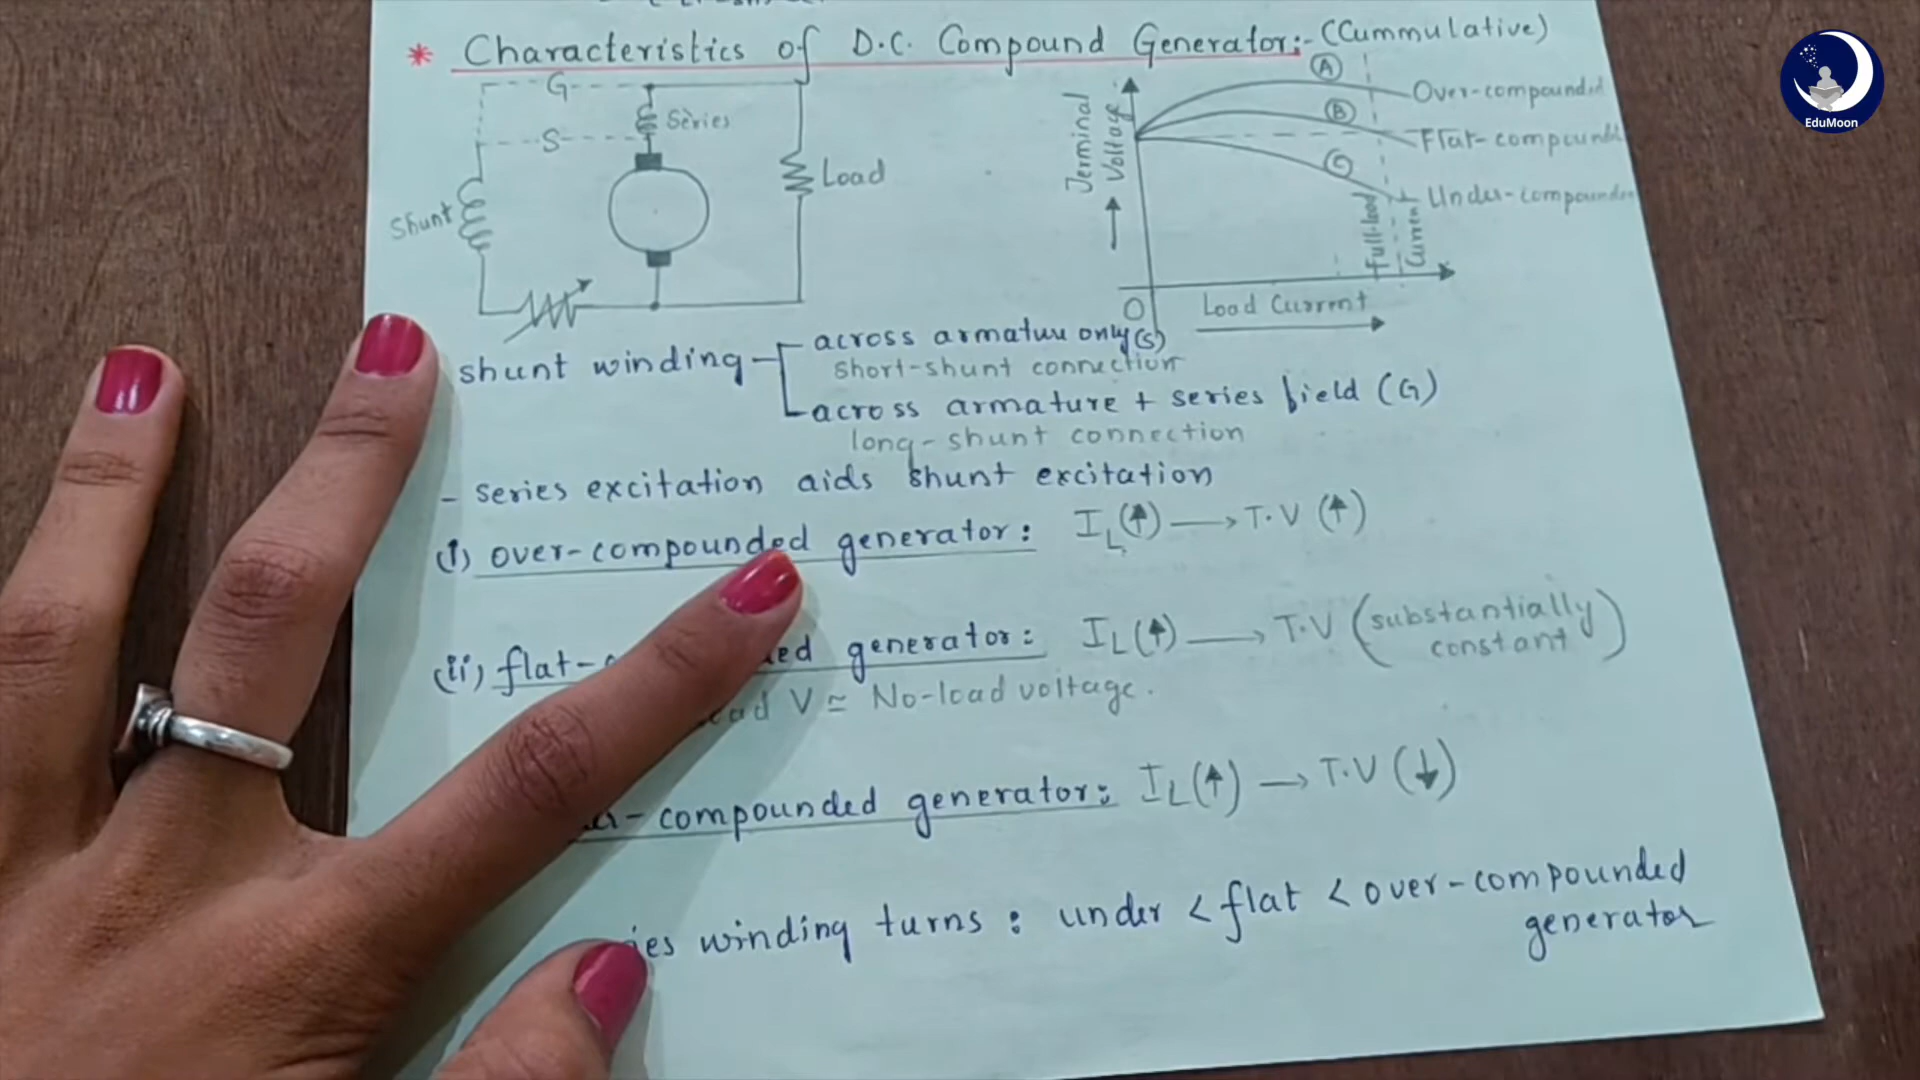 * Characteristics of D.C. Compound Generator:- (Cummulative)
EduMoon
G
Series
S
Shunt
Load
Terminal Voltage
A
Over-compounded
B
Flat-compound
Under-compounded
Full-load
Current
O
Load Current
shunt winding
across armature only (S)
short-shunt connection
across armature + series field (G)
long-shunt connection
- series excitation aids shunt excitation
(i) over-compounded generator: IL(↑) → T.V (↑)
(ii) flat- generator: IL(↑) → T.V (substantially constant)
V ≃ No-load voltage.
- compounded generator: IL(↑) → T.V (↓)
winding turns: under < flat < over-compounded
generator